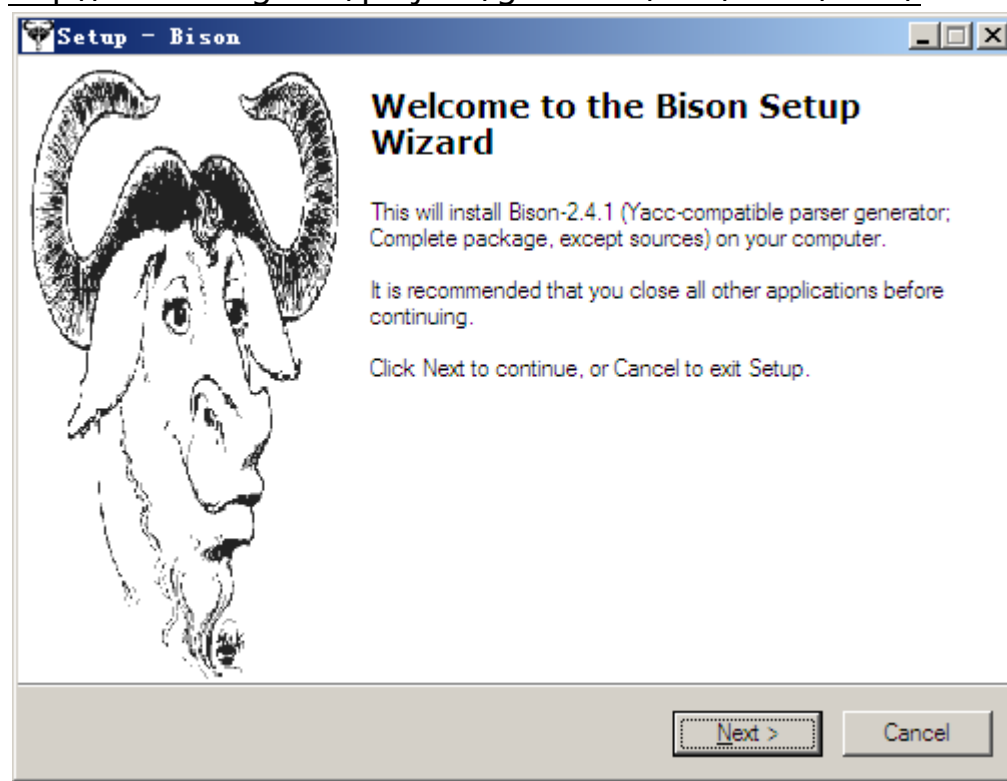 Setup - Bison
Welcome to the Bison Setup
Wizard
This will install Bison-2.4.1 (Yacc-compatible parser generator;
Complete package, except sources) on your computer.
It is recommended that you close all other applications before
continuing.
Click Next to continue, or Cancel to exit Setup.
Next >
Cancel